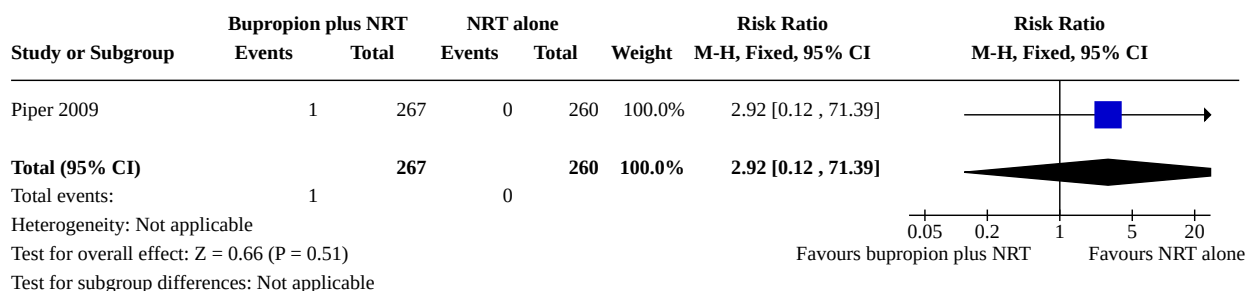 Bupropion plus NRT NRT alone Risk Ratio Risk Ratio
Study or Subgroup Events Total Events Total Weight M-H, Fixed, 95% CI M-H, Fixed, 95% CI
Piper 2009 1 267 0 260 100.0% 2.92 [0.12 , 71.39]
Total (95% CI) 267 260 100.0% 2.92 [0.12 , 71.39]
Total events: 1 0
Heterogeneity: Not applicable
0.05 0.2 1 5 20
Test for overall effect: Z = 0.66 (P = 0.51) Favours bupropion plus NRT Favours NRT alone
Test for subgroup differences: Not applicable